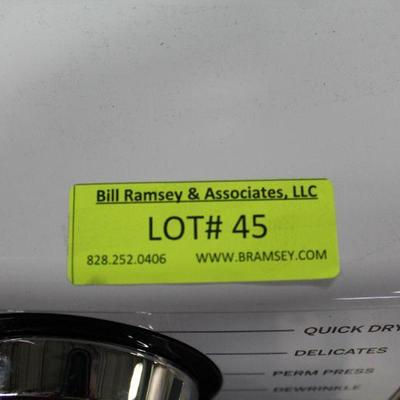 Bill Ramsey & Associates, LLC
LOT# 45
828.252.0406 WWW.BRAMSEY.COM
QUICK DRY
DELICATES
PERM PRESS
DEWRINKLE